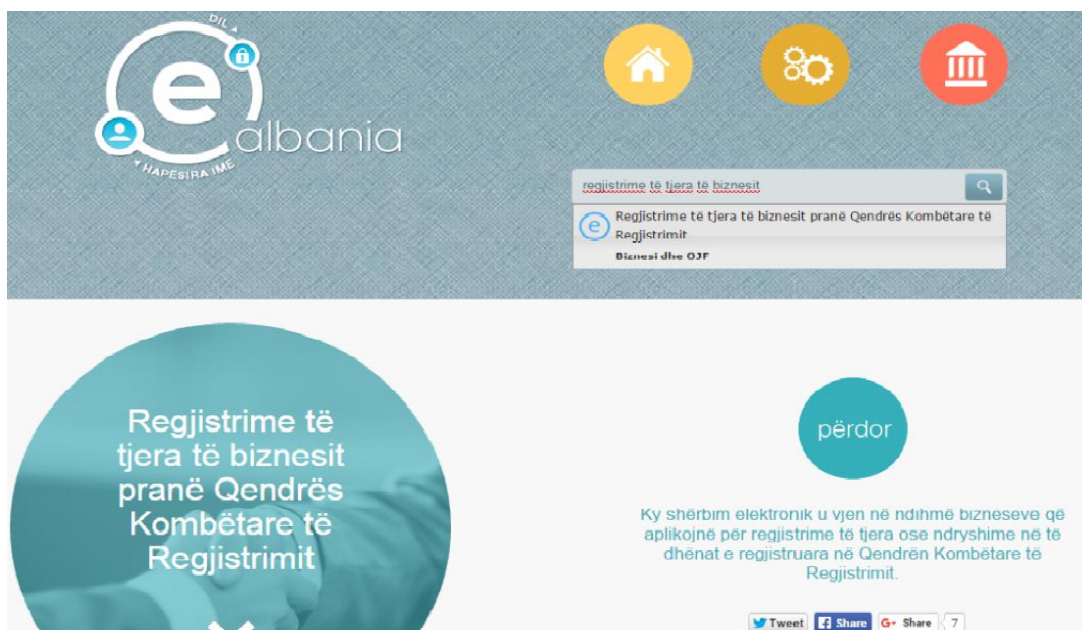 DIL
e
albania
HAPËSIRA IME
regjistrime të tjera të biznesit
e
Regjistrime të tjera të biznesit pranë Qendrës Kombëtare të
Regjistrimit
Biznesi dhe OJF
Regjistrime të
tjera të biznesit
pranë Qendrës
Kombëtare të
Regjistrimit
përdor
Ky shërbim elektronik u vjen në ndihmë bizneseve që
aplikojnë për regjistrime të tjera ose ndryshime në të
dhënat e regjistruara në Qendrën Kombëtare të
Regjistrimit.
Tweet f Share G+ Share 7